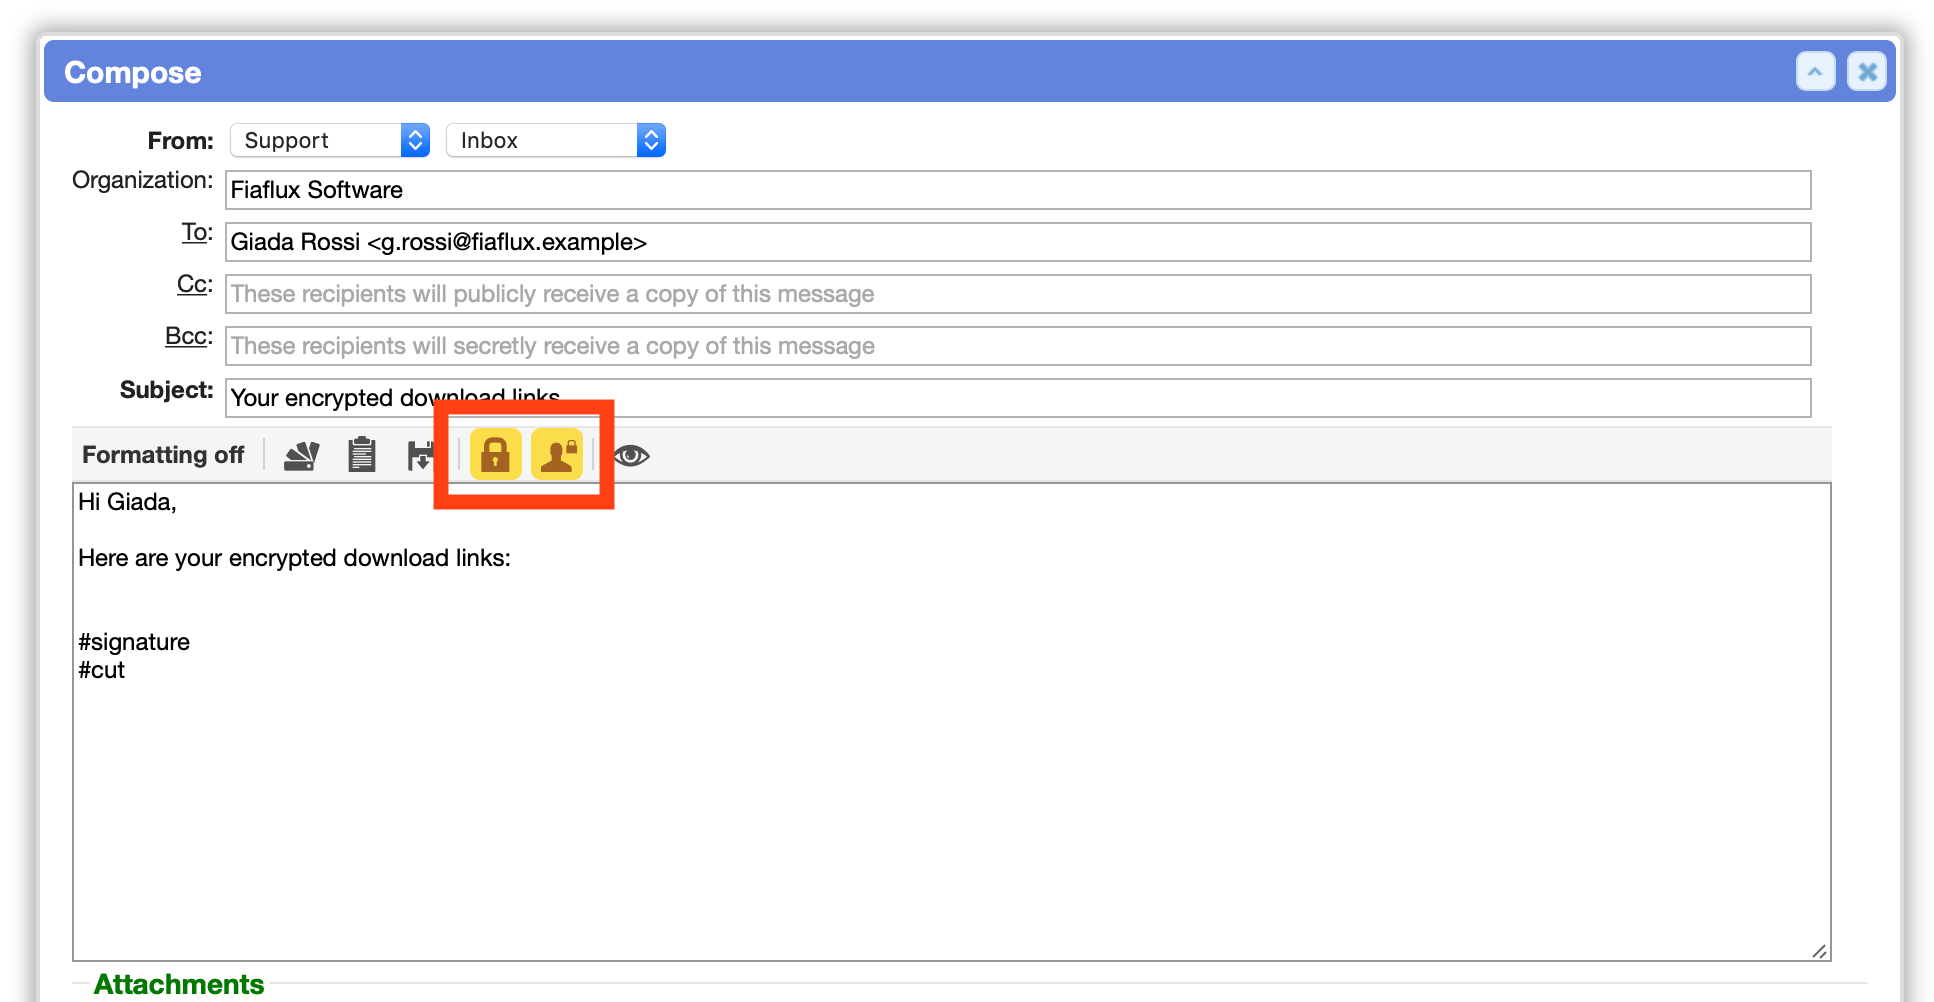 Compose
From: Support Inbox
Organization: Fiaflux Software
To: Giada Rossi <g.rossi@fiaflux.example>
Cc: These recipients will publicly receive a copy of this message
Bcc: These recipients will secretly receive a copy of this message
Subject: Your encrypted download links
Formatting off
Hi Giada,
Here are your encrypted download links:
#signature
#cut
Attachments